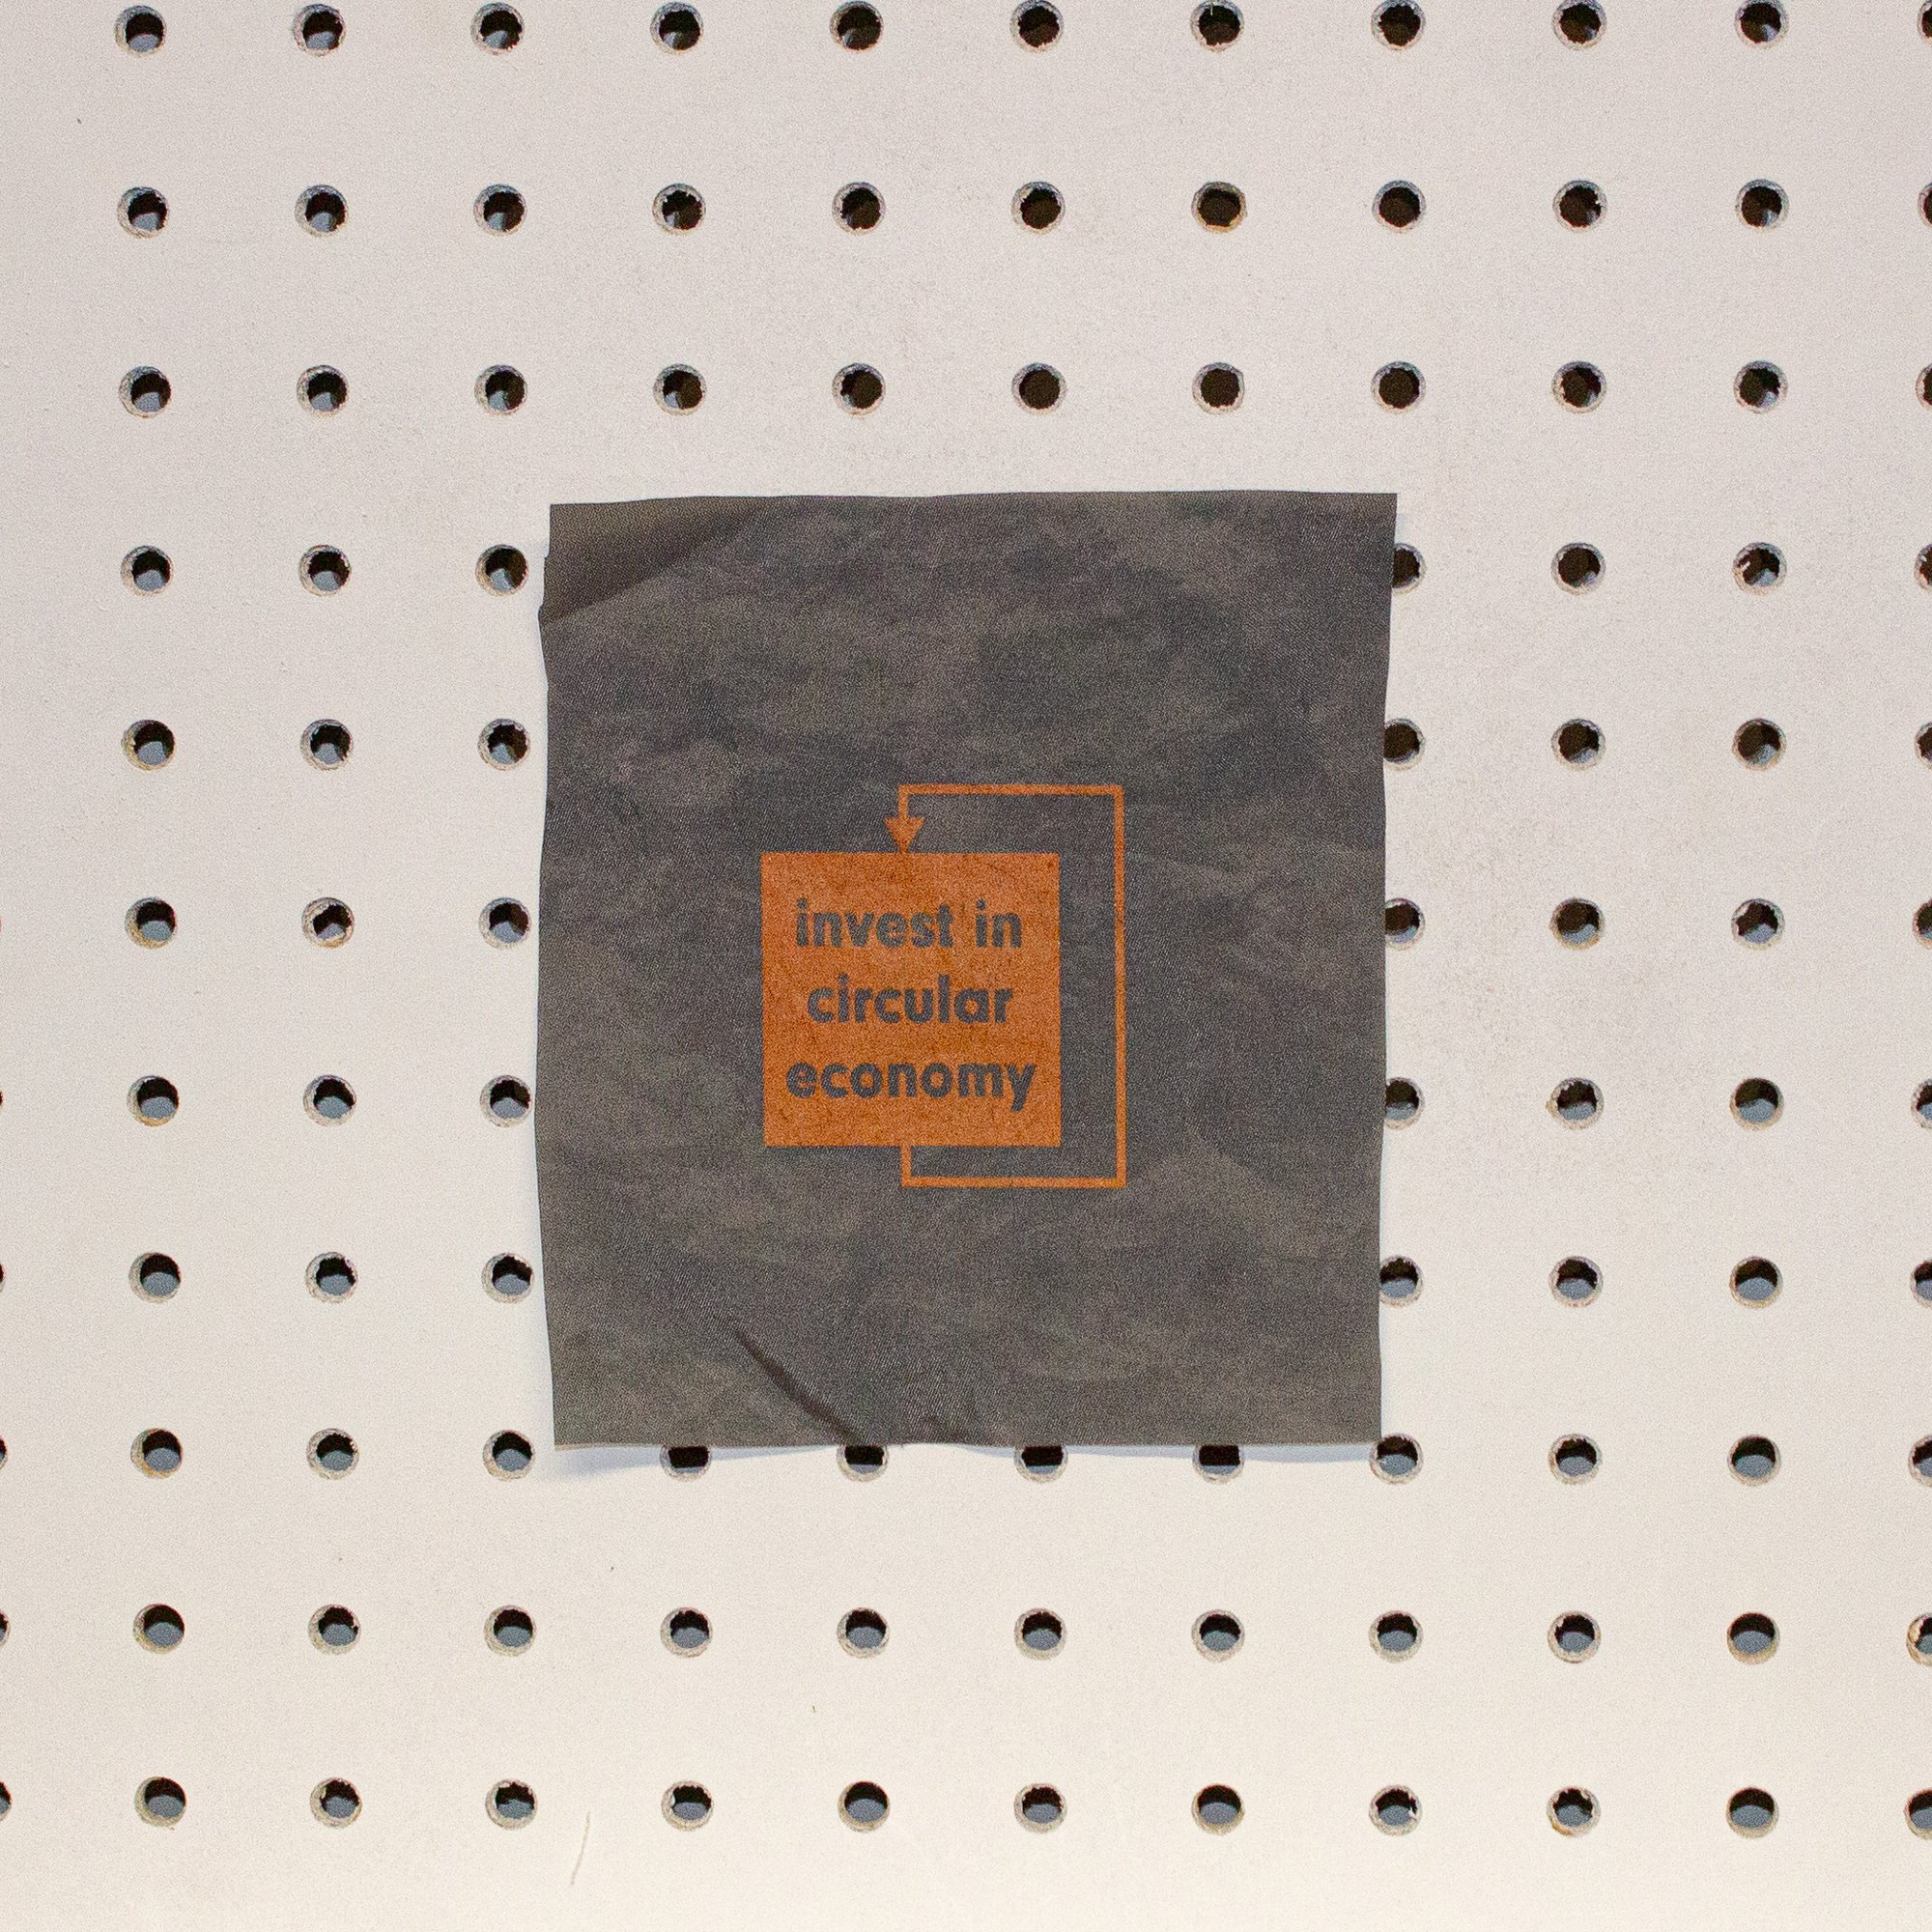 invest in
circular
economy